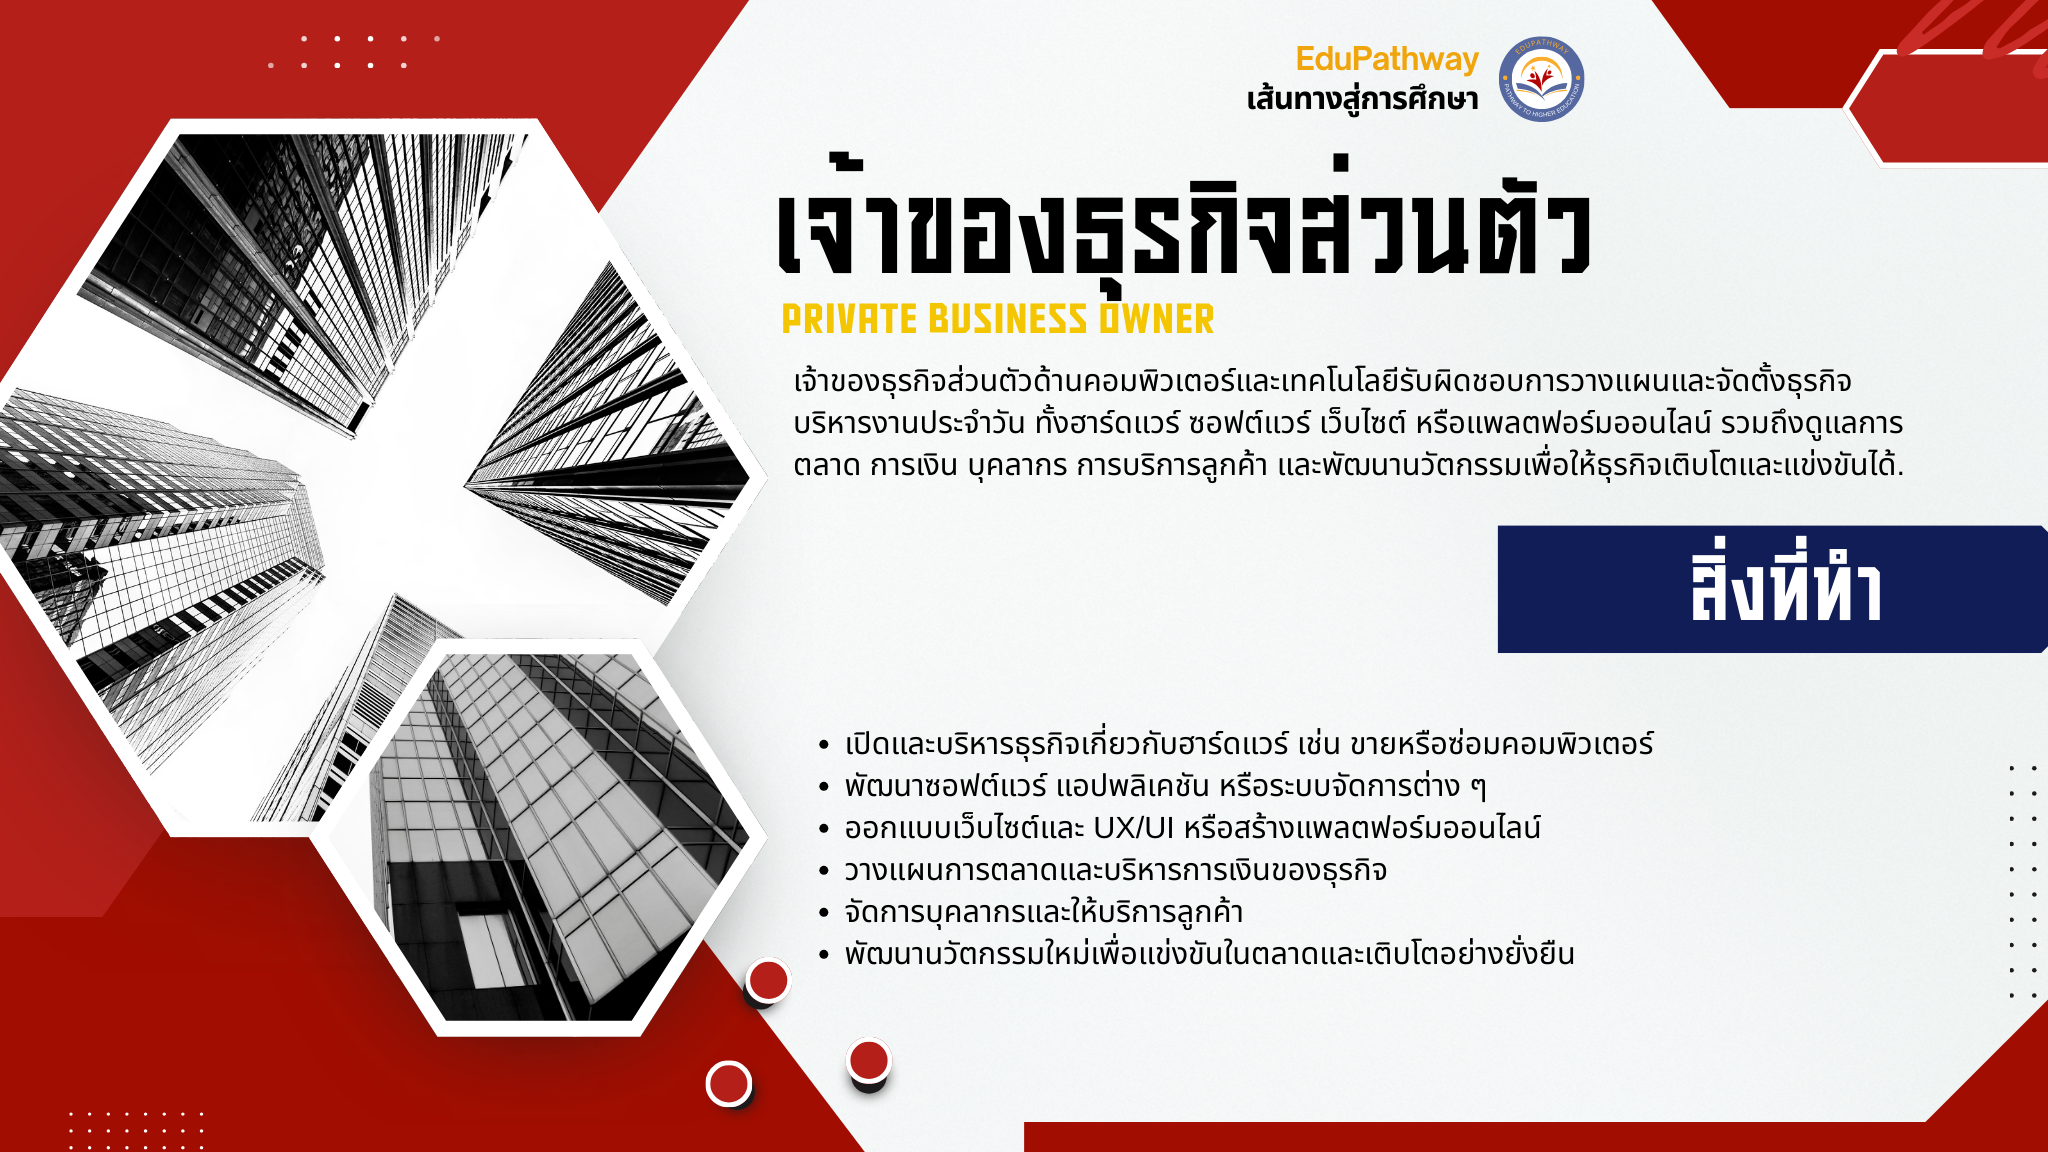 EduPathway
เส้นทางสู่การศึกษา
EDUPATHWAY
PATHWAY TO HIGHER EDUCATION
เจ้าของธุรกิจส่วนตัว
PRIVATE BUSINESS OWNER
เจ้าของธุรกิจส่วนตัวด้านคอมพิวเตอร์และเทคโนโลยีรับผิดชอบการวางแผนและจัดตั้งธุรกิจ
บริหารงานประจำวัน ทั้งฮาร์ดแวร์ ซอฟต์แวร์ เว็บไซต์ หรือแพลตฟอร์มออนไลน์ รวมถึงดูแลการ
ตลาด การเงิน บุคลากร การบริการลูกค้า และพัฒนานวัตกรรมเพื่อให้ธุรกิจเติบโตและแข่งขันได้.
สิ่งที่ทำ
• เปิดและบริหารธุรกิจเกี่ยวกับฮาร์ดแวร์ เช่น ขายหรือซ่อมคอมพิวเตอร์
• พัฒนาซอฟต์แวร์ แอปพลิเคชัน หรือระบบจัดการต่าง ๆ
• ออกแบบเว็บไซต์และ UX/UI หรือสร้างแพลตฟอร์มออนไลน์
• วางแผนการตลาดและบริหารการเงินของธุรกิจ
• จัดการบุคลากรและให้บริการลูกค้า
• พัฒนานวัตกรรมใหม่เพื่อแข่งขันในตลาดและเติบโตอย่างยั่งยืน